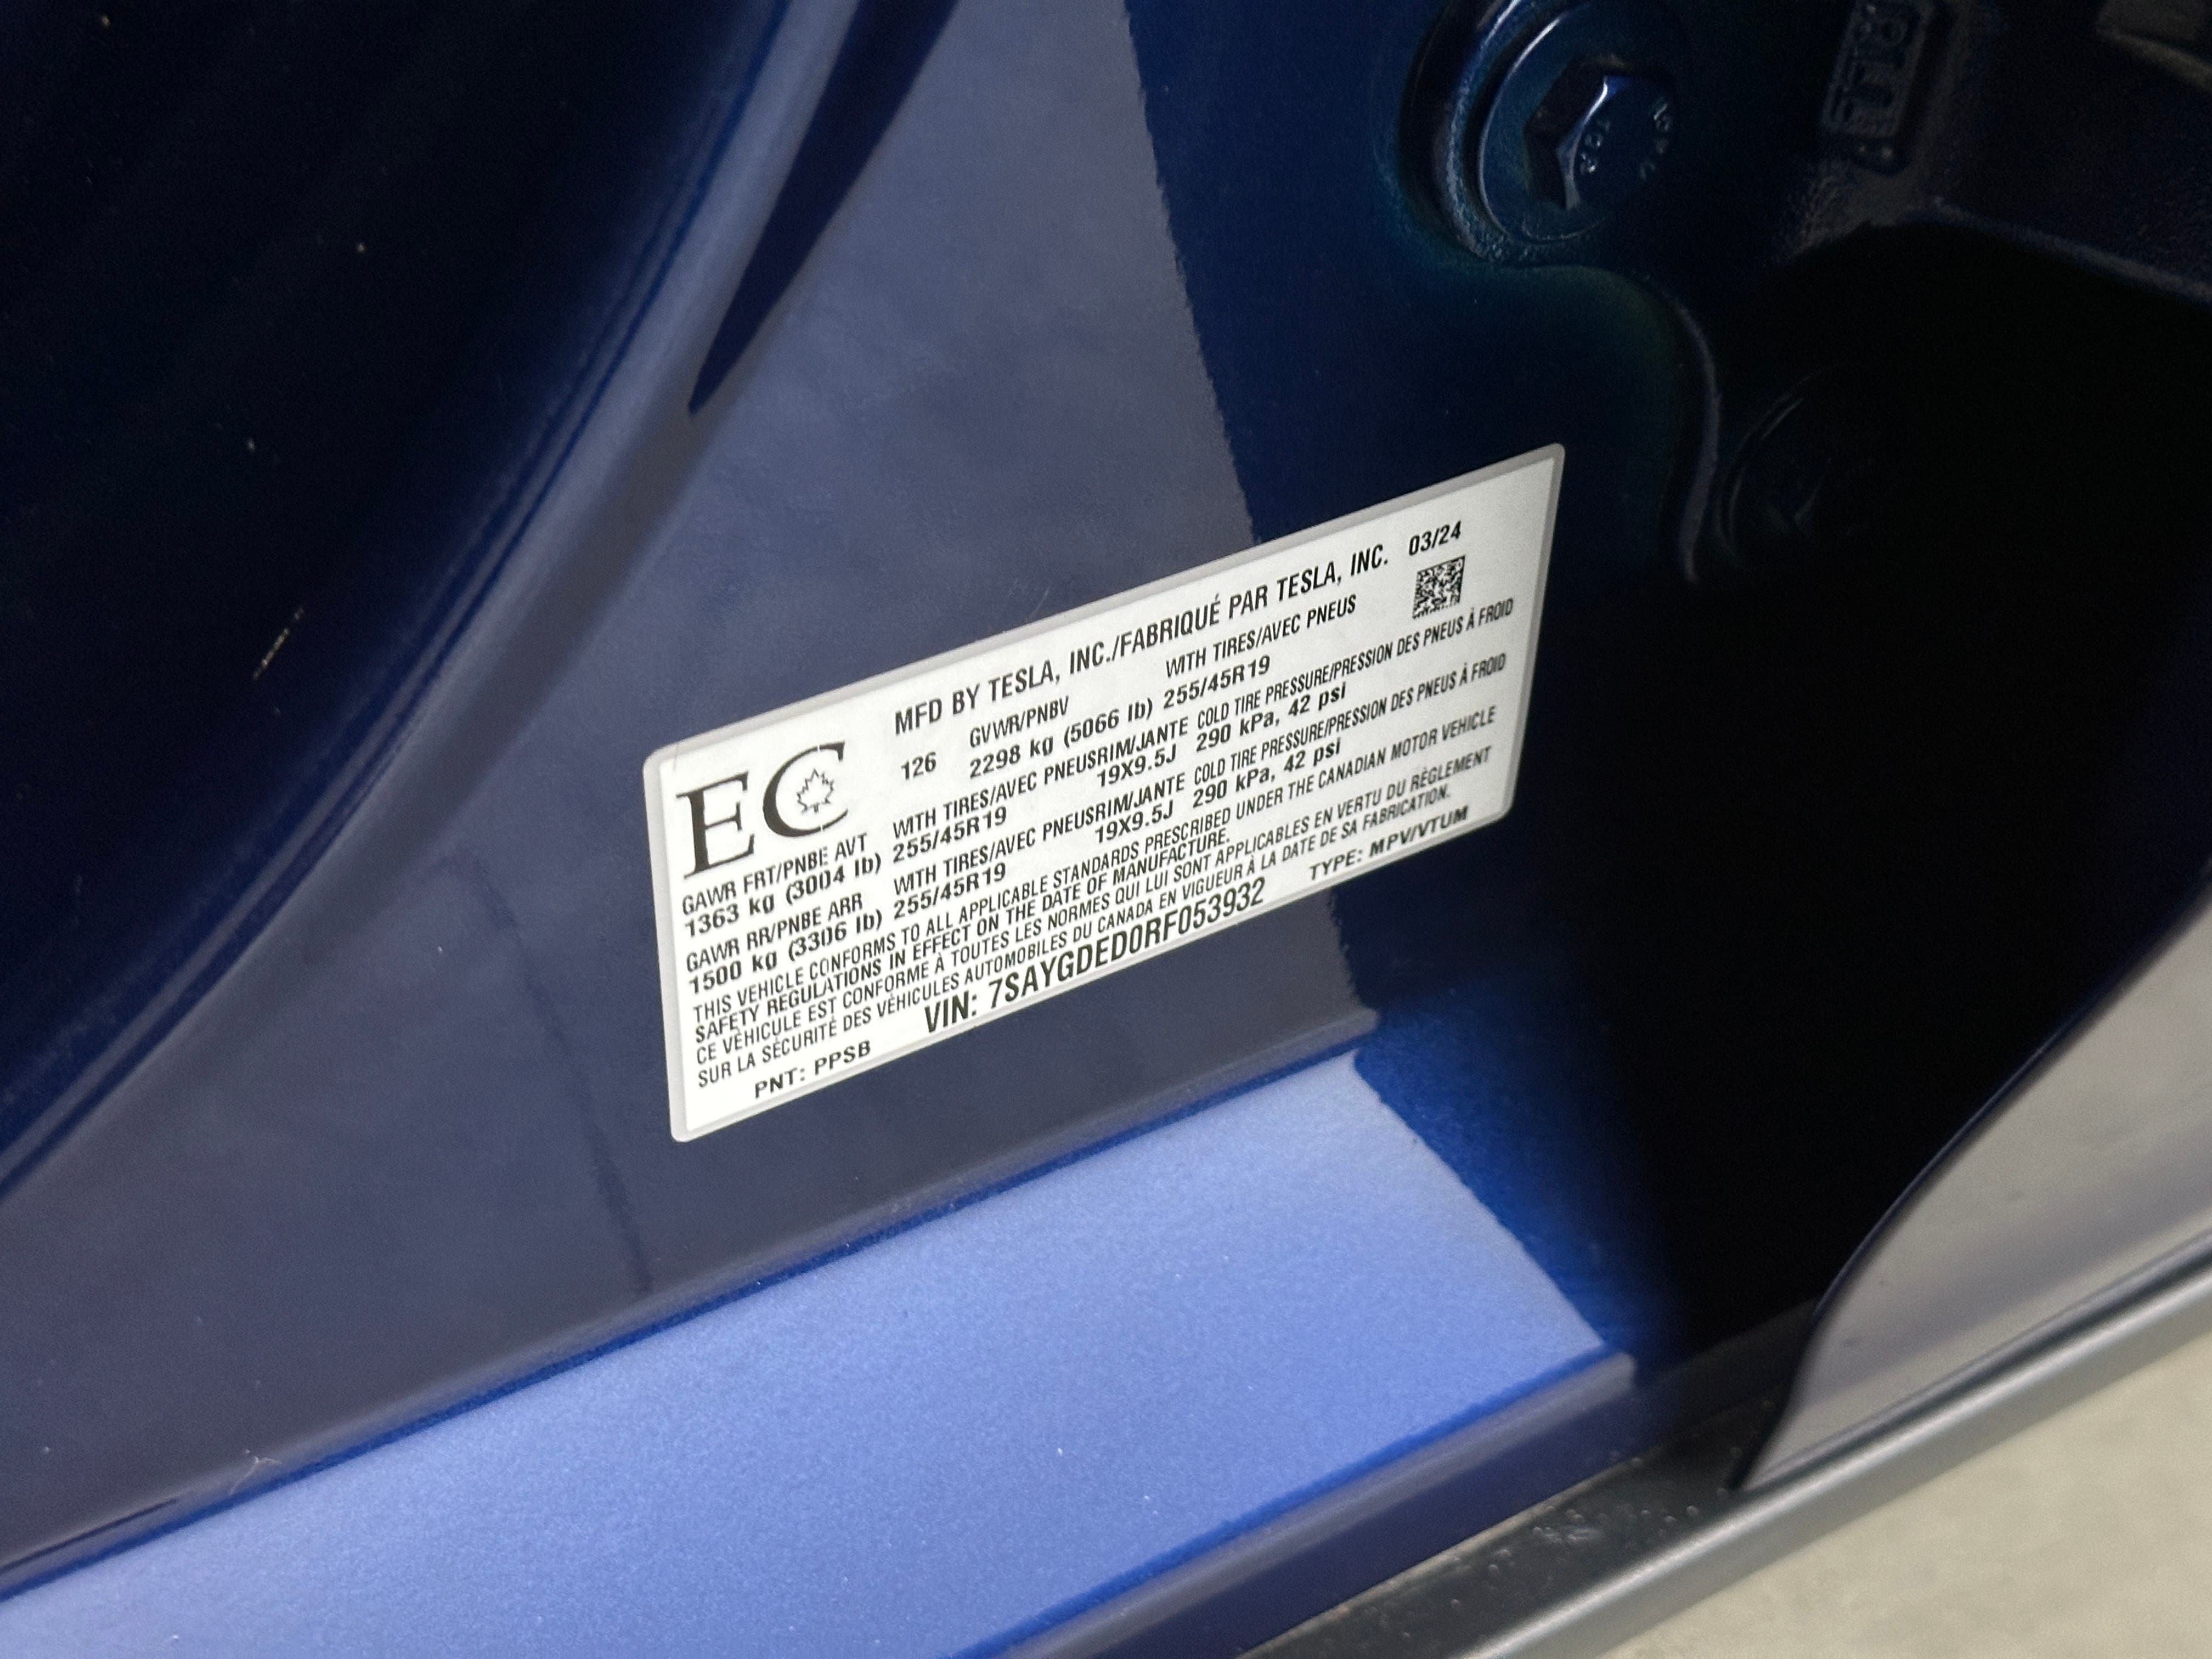 MFD BY TESLA, INC./FABRIQUÉ PAR TESLA, INC. 03/24
EC
126
GVWR/PNBV WITH TIRES/AVEC PNEUS
2298 kg (5066 lb) 255/45R19
GAWR FRT/PNBE AVT WITH TIRES/AVEC PNEUSRIM/JANTE COLD TIRE PRESSURE/PRESSION DES PNEUS À FROID
1363 kg (3004 lb) 255/45R19 19X9.5J 290 kPa, 42 psi
GAWR RR/PNBE ARR WITH TIRES/AVEC PNEUSRIM/JANTE COLD TIRE PRESSURE/PRESSION DES PNEUS À FROID
1500 kg (3306 lb) 255/45R19 19X9.5J 290 kPa, 42 psi
THIS VEHICLE CONFORMS TO ALL APPLICABLE STANDARDS PRESCRIBED UNDER THE CANADIAN MOTOR VEHICLE
SAFETY REGULATIONS IN EFFECT ON THE DATE OF MANUFACTURE.
CE VÉHICULE EST CONFORME À TOUTES LES NORMES QUI LUI SONT APPLICABLES EN VERTU DU RÈGLEMENT
SUR LA SÉCURITÉ DES VÉHICULES AUTOMOBILES DU CANADA EN VIGUEUR À LA DATE DE SA FABRICATION.
PNT: PPSB VIN: 7SAYGDED0RF053932 TYPE: MPV/VTUM